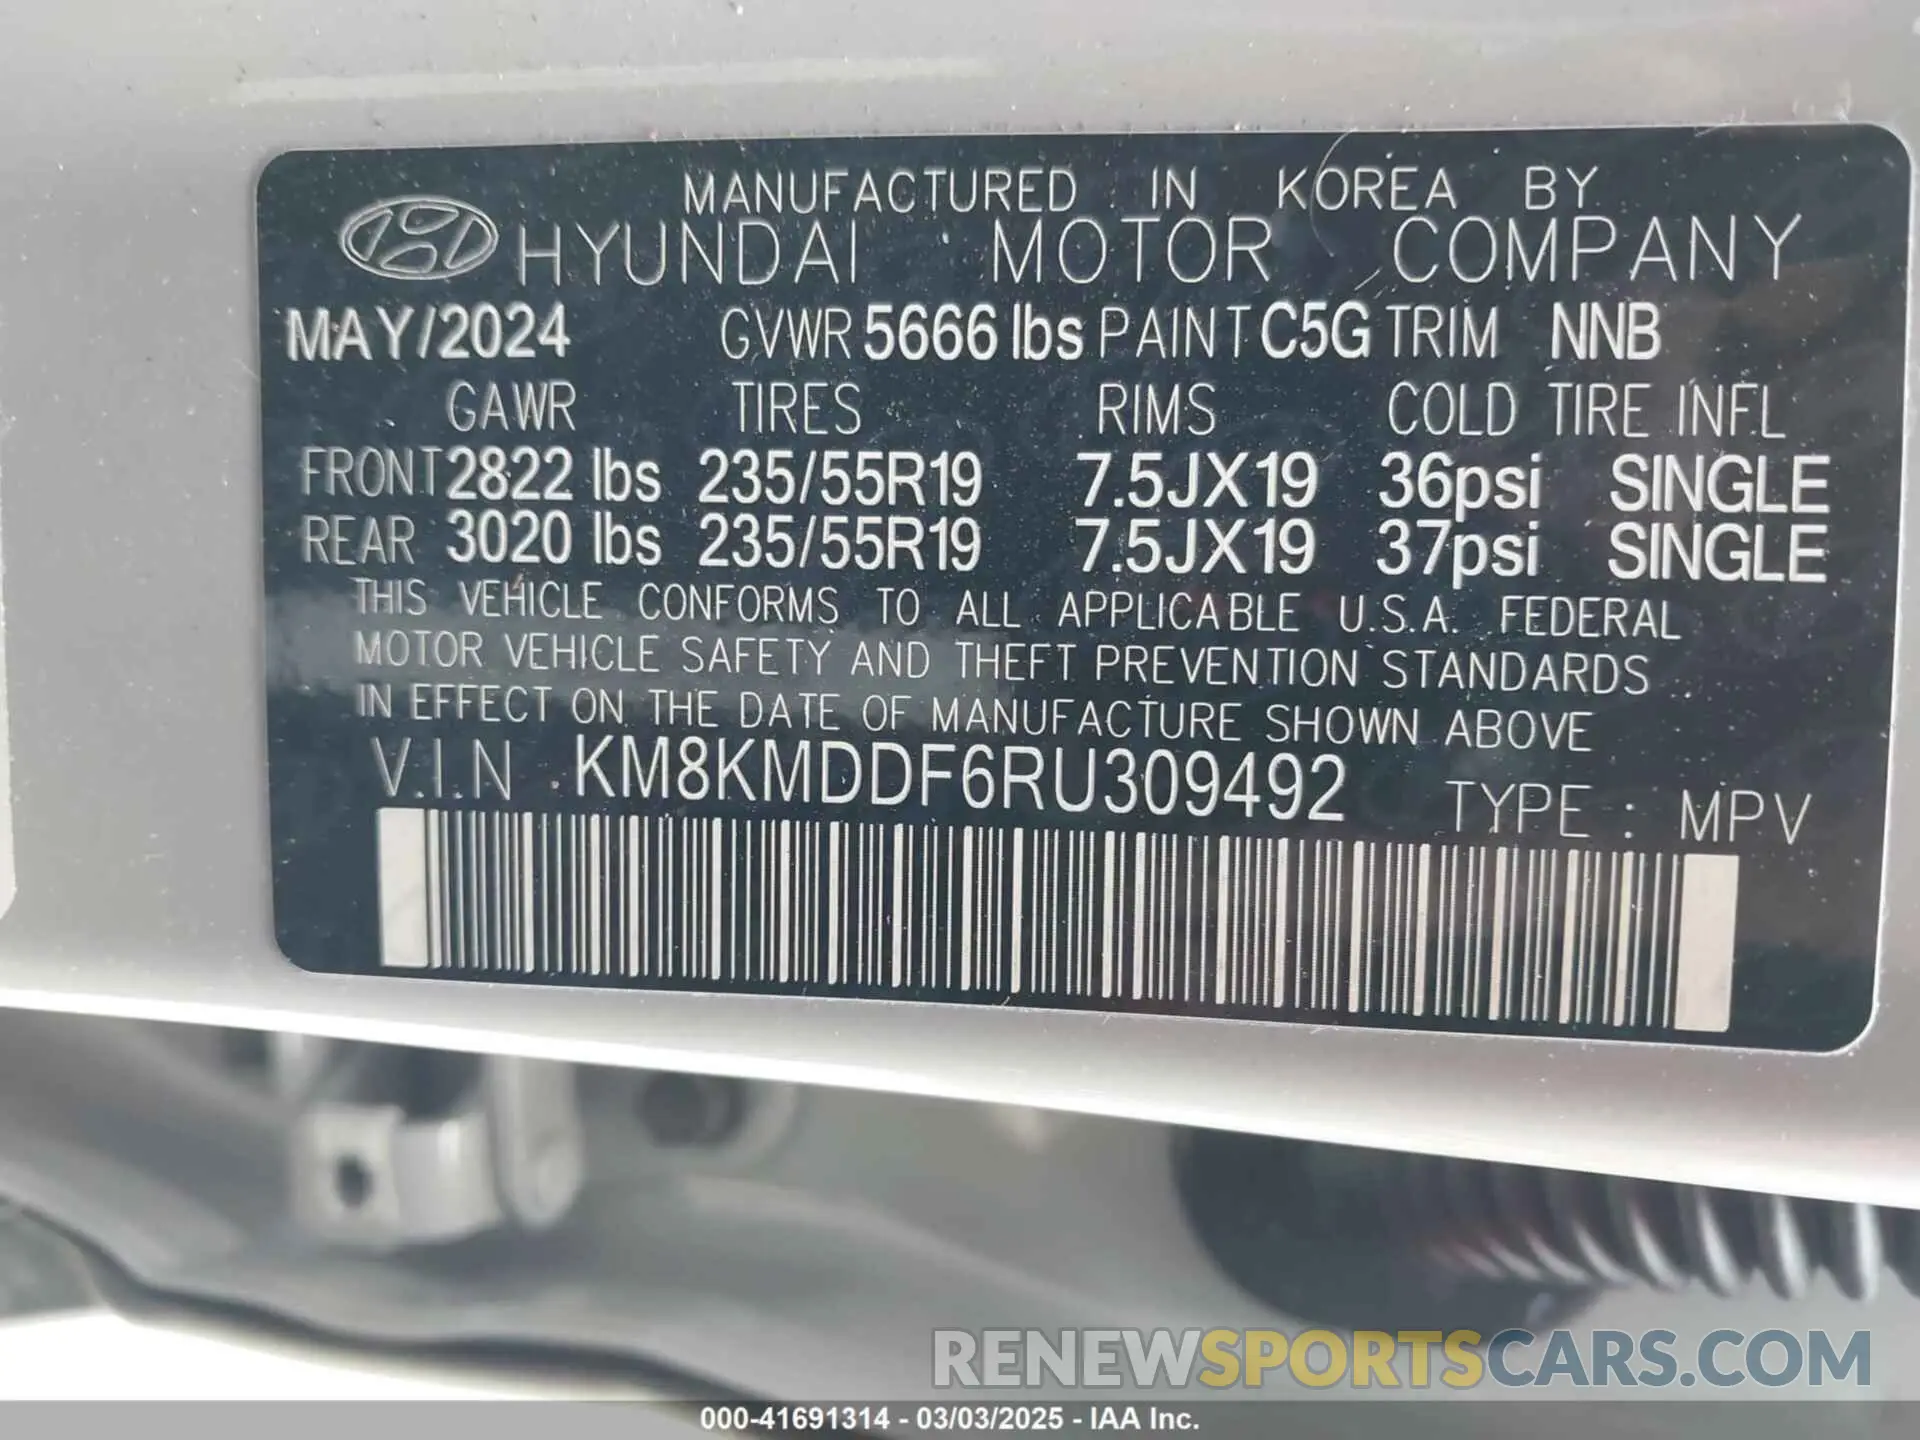 MANUFACTURED IN KOREA BY
HYUNDAI MOTOR COMPANY
MAY/2024 GVWR 5666 lbs PAINT C5G TRIM NNB
GAWR TIRES RIMS COLD TIRE INFL
FRONT 2822 lbs 235/55R19 7.5JX19 36psi SINGLE
REAR 3020 lbs 235/55R19 7.5JX19 37psi SINGLE
THIS VEHICLE CONFORMS TO ALL APPLICABLE U.S.A. FEDERAL
MOTOR VEHICLE SAFETY AND THEFT PREVENTION STANDARDS
IN EFFECT ON THE DATE OF MANUFACTURE SHOWN ABOVE
V.I.N KM8KMDDF6RU309492 TYPE : MPV
RENEWSPORTSCARS.COM
000-41691314 - 03/03/2025 - IAA Inc.